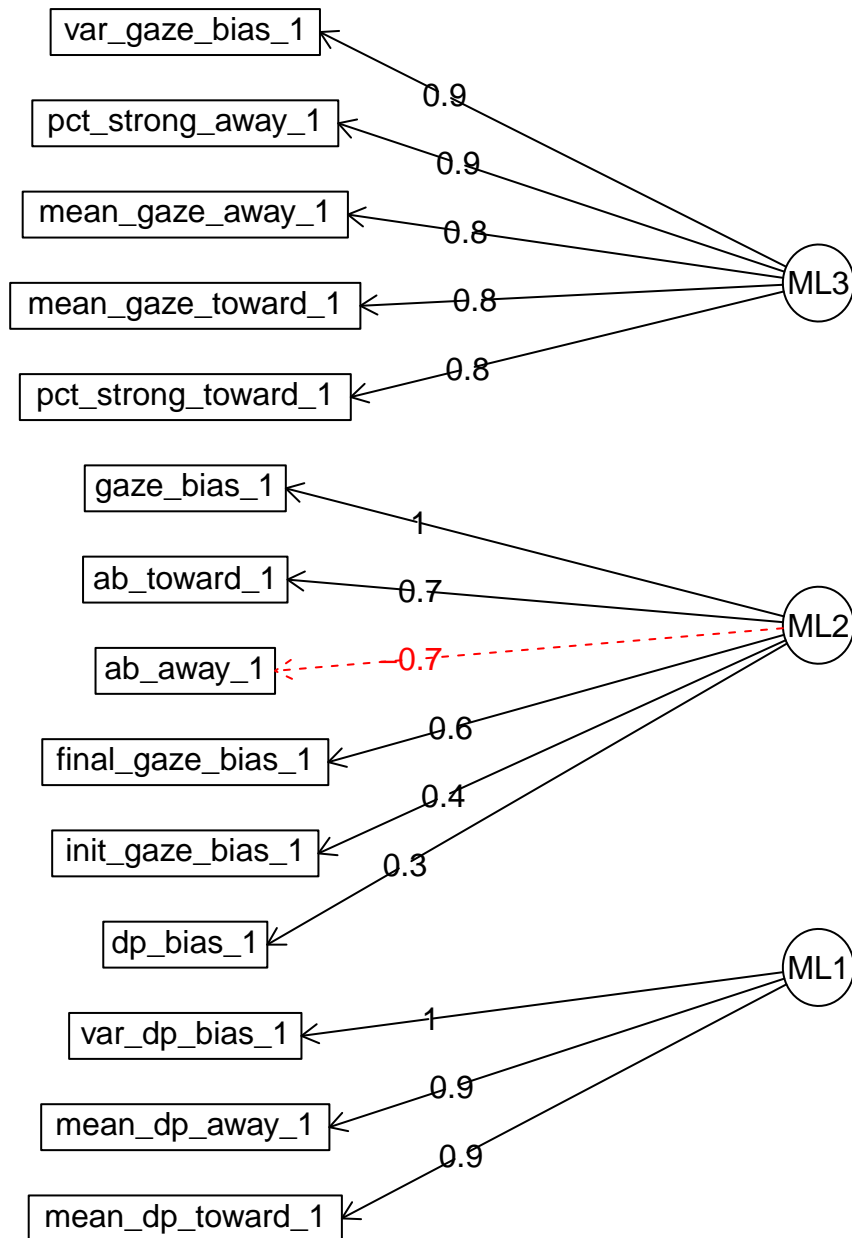 var_gaze_bias_1
0.9
pct_strong_away_1
0.9
mean_gaze_away_1
0.8
ML3
mean_gaze_toward_1
0.8
pct_strong_toward_1
0.8
gaze_bias_1
1
ab_toward_1
0.7
ML2
ab_away_1
−0.7
final_gaze_bias_1
0.6
init_gaze_bias_1
0.4
dp_bias_1
0.3
ML1
var_dp_bias_1
1
mean_dp_away_1
0.9
mean_dp_toward_1
0.9